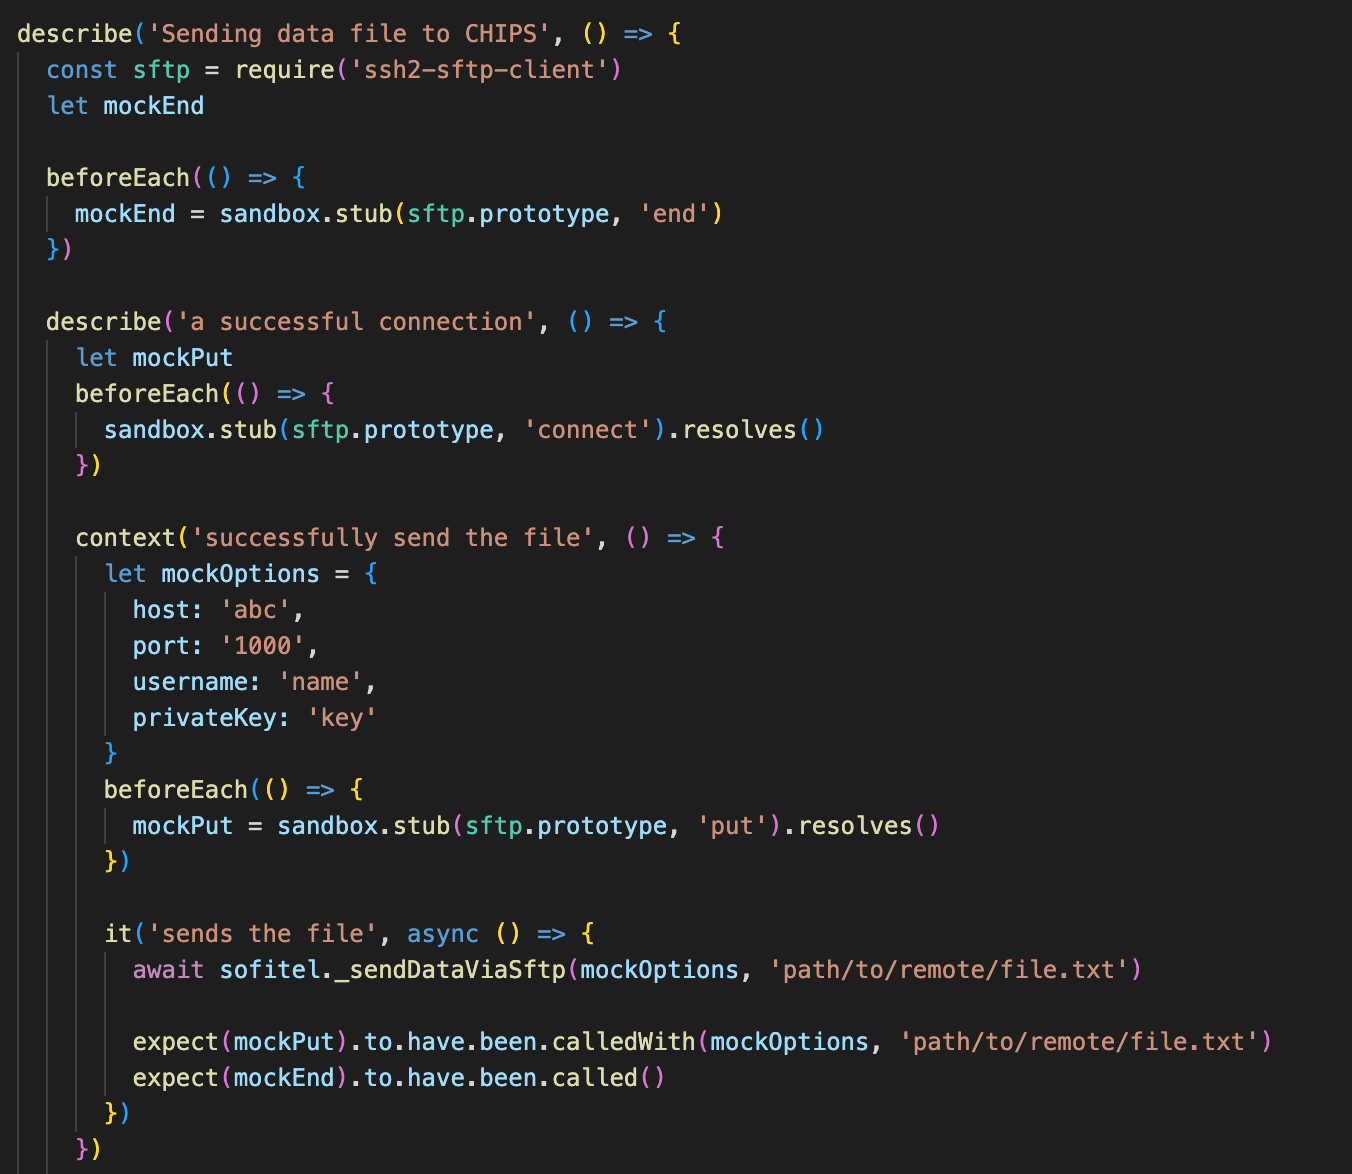 describe('Sending data file to CHIPS', () => {
  const sftp = require('ssh2-sftp-client')
  let mockEnd

  beforeEach(() => {
    mockEnd = sandbox.stub(sftp.prototype, 'end')
  })

  describe('a successful connection', () => {
    let mockPut
    beforeEach(() => {
      sandbox.stub(sftp.prototype, 'connect').resolves()
    })

    context('successfully send the file', () => {
      let mockOptions = {
        host: 'abc',
        port: '1000',
        username: 'name',
        privateKey: 'key'
      }
      beforeEach(() => {
        mockPut = sandbox.stub(sftp.prototype, 'put').resolves()
      })

      it('sends the file', async () => {
        await sofitel._sendDataViaSftp(mockOptions, 'path/to/remote/file.txt')

        expect(mockPut).to.have.been.calledWith(mockOptions, 'path/to/remote/file.txt')
        expect(mockEnd).to.have.been.called()
      })
    })